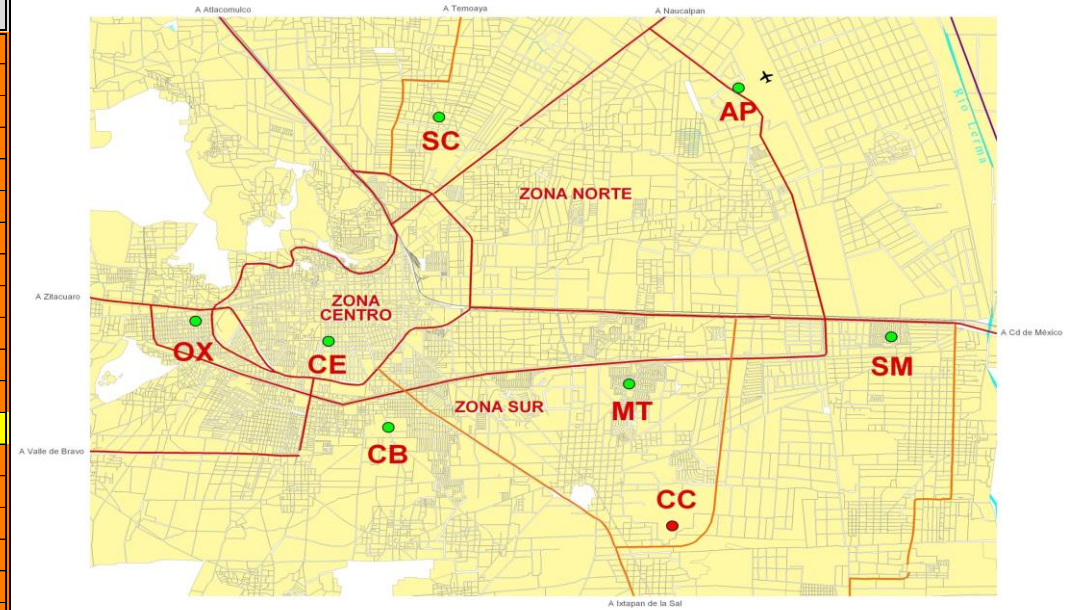 A Atlacomulco
A Temoaya
A Naucalpan
AP
SC
Río Lerma
ZONA NORTE
A Zitacuaro
ZONA
CENTRO
OX
CE
A Cd de México
SM
ZONA SUR
MT
CB
A Valle de Bravo
CC
A Ixtapan de la Sal